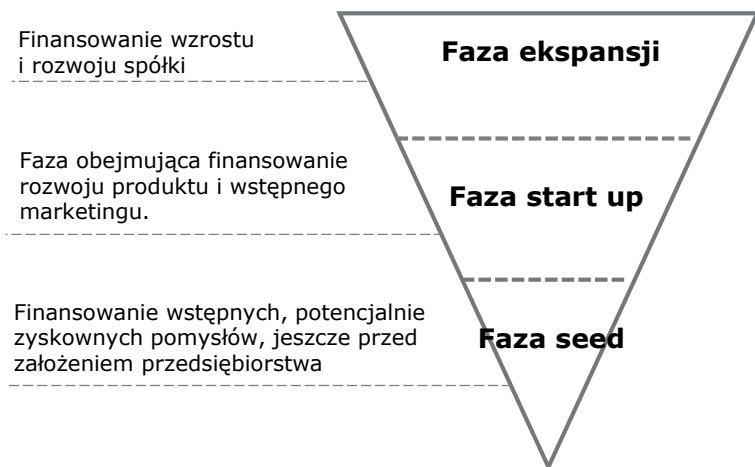 Finansowanie wzrostu
i rozwoju spółki
Faza ekspansji
Faza obejmująca finansowanie
rozwoju produktu i wstępnego
marketingu.
Faza start up
Finansowanie wstępnych, potencjalnie
zyskownych pomysłów, jeszcze przed
założeniem przedsiębiorstwa
Faza seed